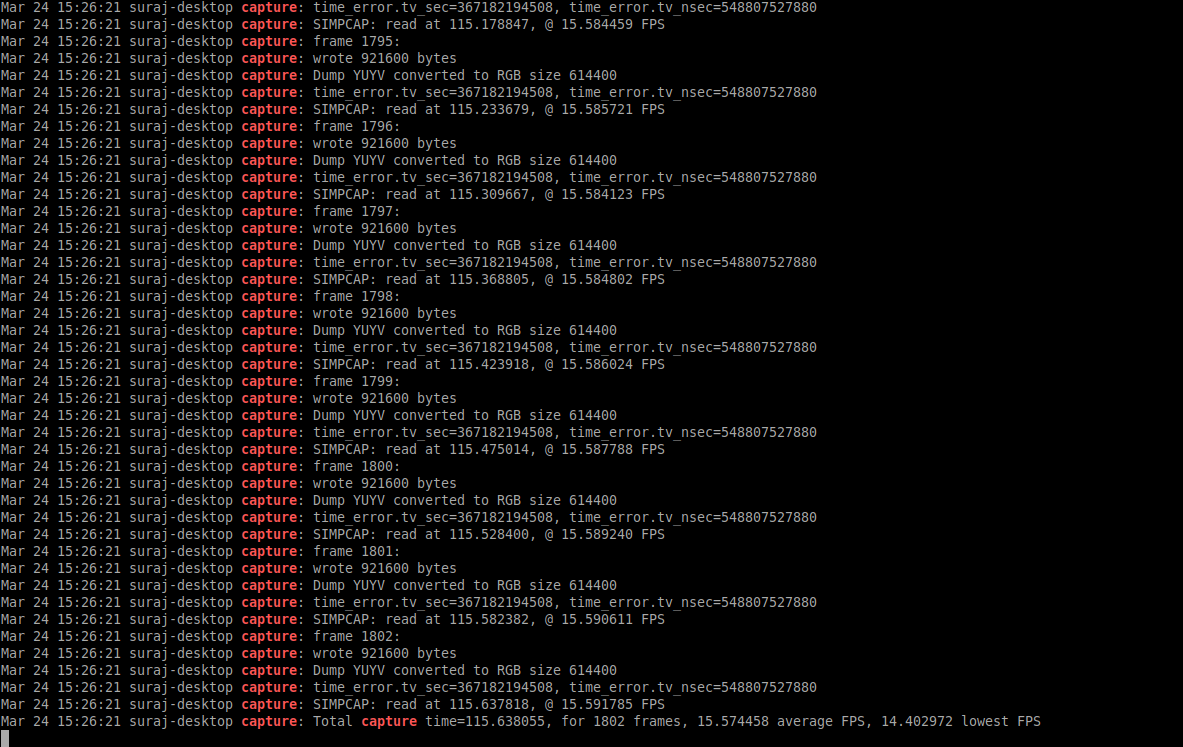 Mar 24 15:26:21 suraj-desktop capture: time_error.tv_sec=367182194508, time_error.tv_nsec=548807527880
Mar 24 15:26:21 suraj-desktop capture: SIMPCAP: read at 115.178847, @ 15.584459 FPS
Mar 24 15:26:21 suraj-desktop capture: frame 1795:
Mar 24 15:26:21 suraj-desktop capture: wrote 921600 bytes
Mar 24 15:26:21 suraj-desktop capture: Dump YUYV converted to RGB size 614400
Mar 24 15:26:21 suraj-desktop capture: time_error.tv_sec=367182194508, time_error.tv_nsec=548807527880
Mar 24 15:26:21 suraj-desktop capture: SIMPCAP: read at 115.233679, @ 15.585721 FPS
Mar 24 15:26:21 suraj-desktop capture: frame 1796:
Mar 24 15:26:21 suraj-desktop capture: wrote 921600 bytes
Mar 24 15:26:21 suraj-desktop capture: Dump YUYV converted to RGB size 614400
Mar 24 15:26:21 suraj-desktop capture: time_error.tv_sec=367182194508, time_error.tv_nsec=548807527880
Mar 24 15:26:21 suraj-desktop capture: SIMPCAP: read at 115.309667, @ 15.584123 FPS
Mar 24 15:26:21 suraj-desktop capture: frame 1797:
Mar 24 15:26:21 suraj-desktop capture: wrote 921600 bytes
Mar 24 15:26:21 suraj-desktop capture: Dump YUYV converted to RGB size 614400
Mar 24 15:26:21 suraj-desktop capture: time_error.tv_sec=367182194508, time_error.tv_nsec=548807527880
Mar 24 15:26:21 suraj-desktop capture: SIMPCAP: read at 115.368805, @ 15.584802 FPS
Mar 24 15:26:21 suraj-desktop capture: frame 1798:
Mar 24 15:26:21 suraj-desktop capture: wrote 921600 bytes
Mar 24 15:26:21 suraj-desktop capture: Dump YUYV converted to RGB size 614400
Mar 24 15:26:21 suraj-desktop capture: time_error.tv_sec=367182194508, time_error.tv_nsec=548807527880
Mar 24 15:26:21 suraj-desktop capture: SIMPCAP: read at 115.423918, @ 15.586024 FPS
Mar 24 15:26:21 suraj-desktop capture: frame 1799:
Mar 24 15:26:21 suraj-desktop capture: wrote 921600 bytes
Mar 24 15:26:21 suraj-desktop capture: Dump YUYV converted to RGB size 614400
Mar 24 15:26:21 suraj-desktop capture: time_error.tv_sec=367182194508, time_error.tv_nsec=548807527880
Mar 24 15:26:21 suraj-desktop capture: SIMPCAP: read at 115.475014, @ 15.587788 FPS
Mar 24 15:26:21 suraj-desktop capture: frame 1800:
Mar 24 15:26:21 suraj-desktop capture: wrote 921600 bytes
Mar 24 15:26:21 suraj-desktop capture: Dump YUYV converted to RGB size 614400
Mar 24 15:26:21 suraj-desktop capture: time_error.tv_sec=367182194508, time_error.tv_nsec=548807527880
Mar 24 15:26:21 suraj-desktop capture: SIMPCAP: read at 115.528400, @ 15.589240 FPS
Mar 24 15:26:21 suraj-desktop capture: frame 1801:
Mar 24 15:26:21 suraj-desktop capture: wrote 921600 bytes
Mar 24 15:26:21 suraj-desktop capture: Dump YUYV converted to RGB size 614400
Mar 24 15:26:21 suraj-desktop capture: time_error.tv_sec=367182194508, time_error.tv_nsec=548807527880
Mar 24 15:26:21 suraj-desktop capture: SIMPCAP: read at 115.582382, @ 15.590611 FPS
Mar 24 15:26:21 suraj-desktop capture: frame 1802:
Mar 24 15:26:21 suraj-desktop capture: wrote 921600 bytes
Mar 24 15:26:21 suraj-desktop capture: Dump YUYV converted to RGB size 614400
Mar 24 15:26:21 suraj-desktop capture: time_error.tv_sec=367182194508, time_error.tv_nsec=548807527880
Mar 24 15:26:21 suraj-desktop capture: SIMPCAP: read at 115.637818, @ 15.591785 FPS
Mar 24 15:26:21 suraj-desktop capture: Total capture time=115.638055, for 1802 frames, 15.574458 average FPS, 14.402972 lowest FPS